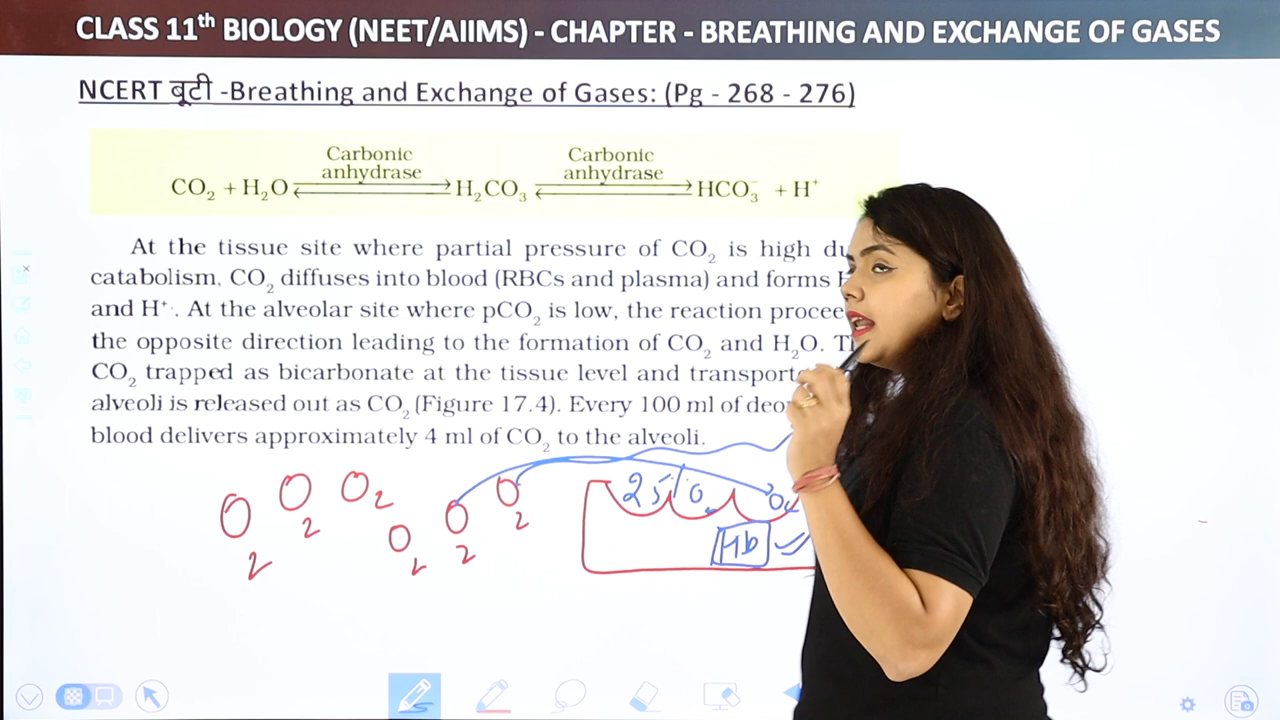 CLASS 11th BIOLOGY (NEET/AIIMS) - CHAPTER - BREATHING AND EXCHANGE OF GASES
NCERT बूटी -Breathing and Exchange of Gases: (Pg - 268 - 276)
Carbonic anhydrase Carbonic anhydrase
CO₂ + H₂O ⇌ H₂CO₃ ⇌ HCO₃⁻ + H⁺
At the tissue site where partial pressure of CO₂ is high
catabolism, CO₂ diffuses into blood (RBCs and plasma) and forms
and H⁺. At the alveolar site where pCO₂ is low, the reaction
the opposite direction leading to the formation of CO₂ and H₂O.
CO₂ trapped as bicarbonate at the tissue level and
alveoli is released out as CO₂ (Figure 17.4). Every 100 ml of
blood delivers approximately 4 ml of CO₂ to the alveoli.
O₂ O₂ O₂ O₂ O₂ O₂
Hb